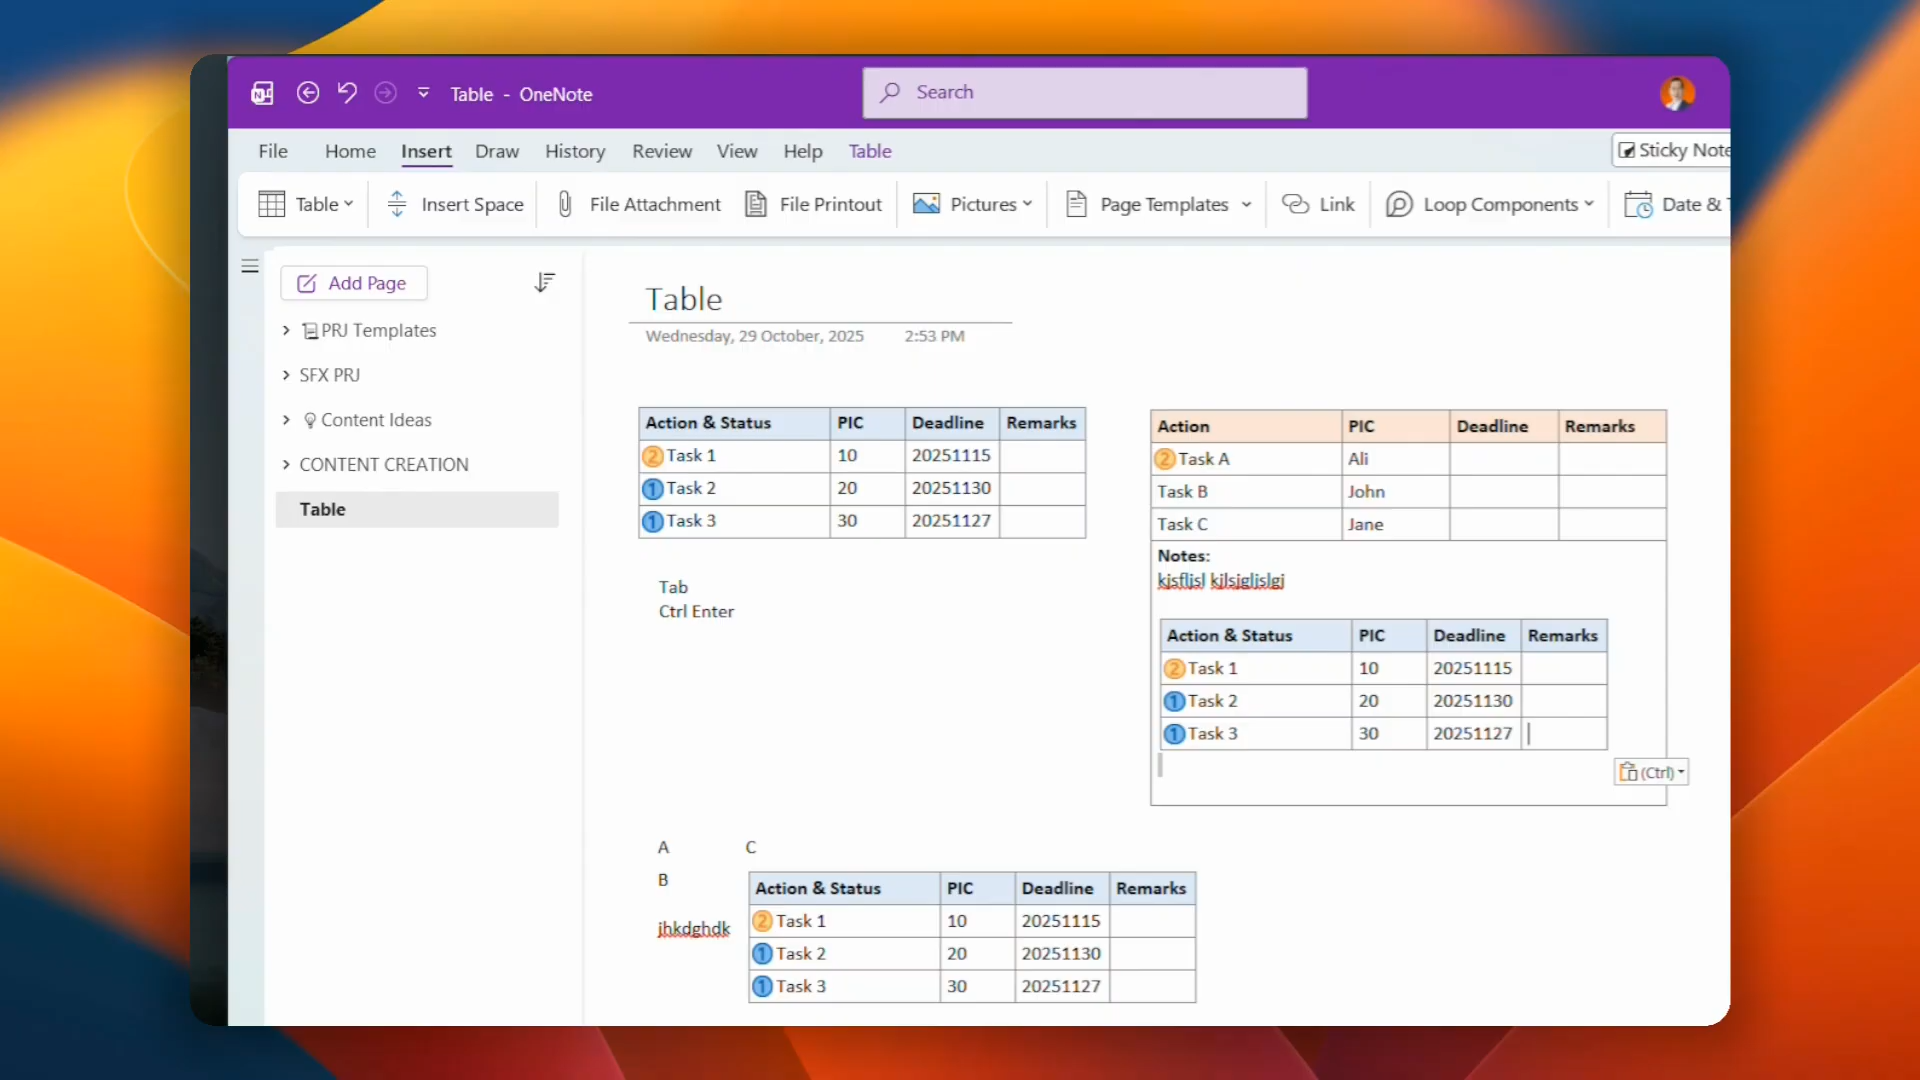 Table - OneNote
Search
File Home Insert Draw History Review View Help Table
Sticky Note
Table Insert Space File Attachment File Printout Pictures Page Templates Link Loop Components Date &
Add Page
PRJ Templates
SFX PRJ
Content Ideas
CONTENT CREATION
Table
Table
Wednesday, 29 October, 2025 2:53 PM
Action & Status PIC Deadline Remarks
2 Task 1 10 20251115
1 Task 2 20 20251130
1 Task 3 30 20251127
Tab
Ctrl Enter
Action PIC Deadline Remarks
2 Task A Ali
Task B John
Task C Jane
Notes:
kjsfljsl kjlsjgljslgj
Action & Status PIC Deadline Remarks
2 Task 1 10 20251115
1 Task 2 20 20251130
1 Task 3 30 20251127
(Ctrl)
A C
B
jhkdghdk
Action & Status PIC Deadline Remarks
2 Task 1 10 20251115
1 Task 2 20 20251130
1 Task 3 30 20251127